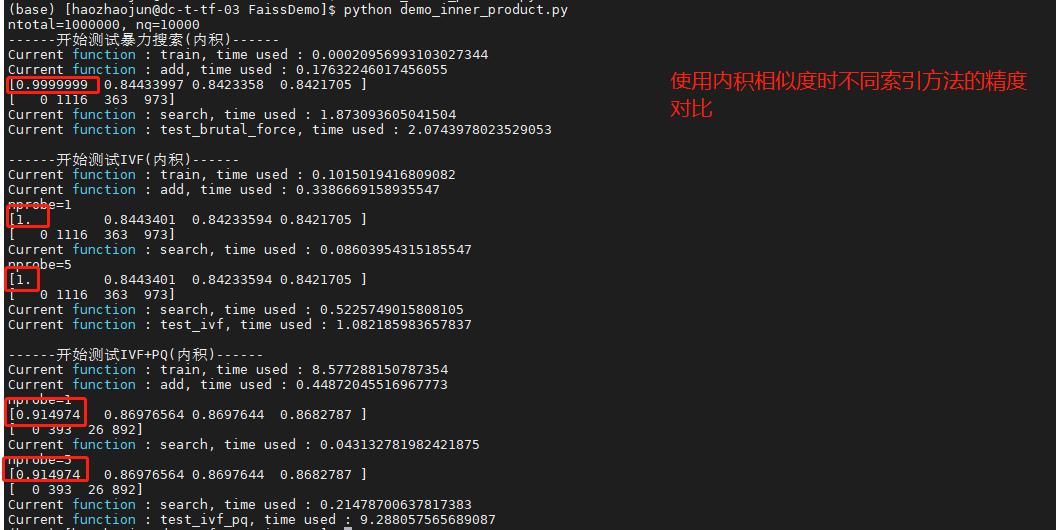 (base) [haozhaojun@dc-t-tf-03 FaissDemo]$ python demo_inner_product.py
ntotal=1000000, nq=10000
------开始测试暴力搜索(内积)------
Current function : train, time used : 0.00020956993103027344
Current function : add, time used : 0.17632246017456055
[0.9999999 0.84433997 0.8423358 0.8421705 ]
[ 0 1116 363 973]
Current function : search, time used : 1.873093605041504
Current function : test_brutal_force, time used : 2.0743978023529053
使用内积相似度时不同索引方法的精度
对比
------开始测试IVF(内积)------
Current function : train, time used : 0.1015019416809082
Current function : add, time used : 0.3386669158935547
nprobe=1
[1. 0.8443401 0.84233594 0.8421705 ]
[ 0 1116 363 973]
Current function : search, time used : 0.08603954315185547
nprobe=5
[1. 0.8443401 0.84233594 0.8421705 ]
[ 0 1116 363 973]
Current function : search, time used : 0.5225749015808105
Current function : test_ivf, time used : 1.082185983657837
------开始测试IVF+PQ(内积)------
Current function : train, time used : 8.577288150787354
Current function : add, time used : 0.44872045516967773
nprobe=1
[0.914974 0.86976564 0.8697644 0.8682787 ]
[ 0 393 26 892]
Current function : search, time used : 0.043132781982421875
nprobe=5
[0.914974 0.86976564 0.8697644 0.8682787 ]
[ 0 393 26 892]
Current function : search, time used : 0.21478700637817383
Current function : test_ivf_pq, time used : 9.288057565689087